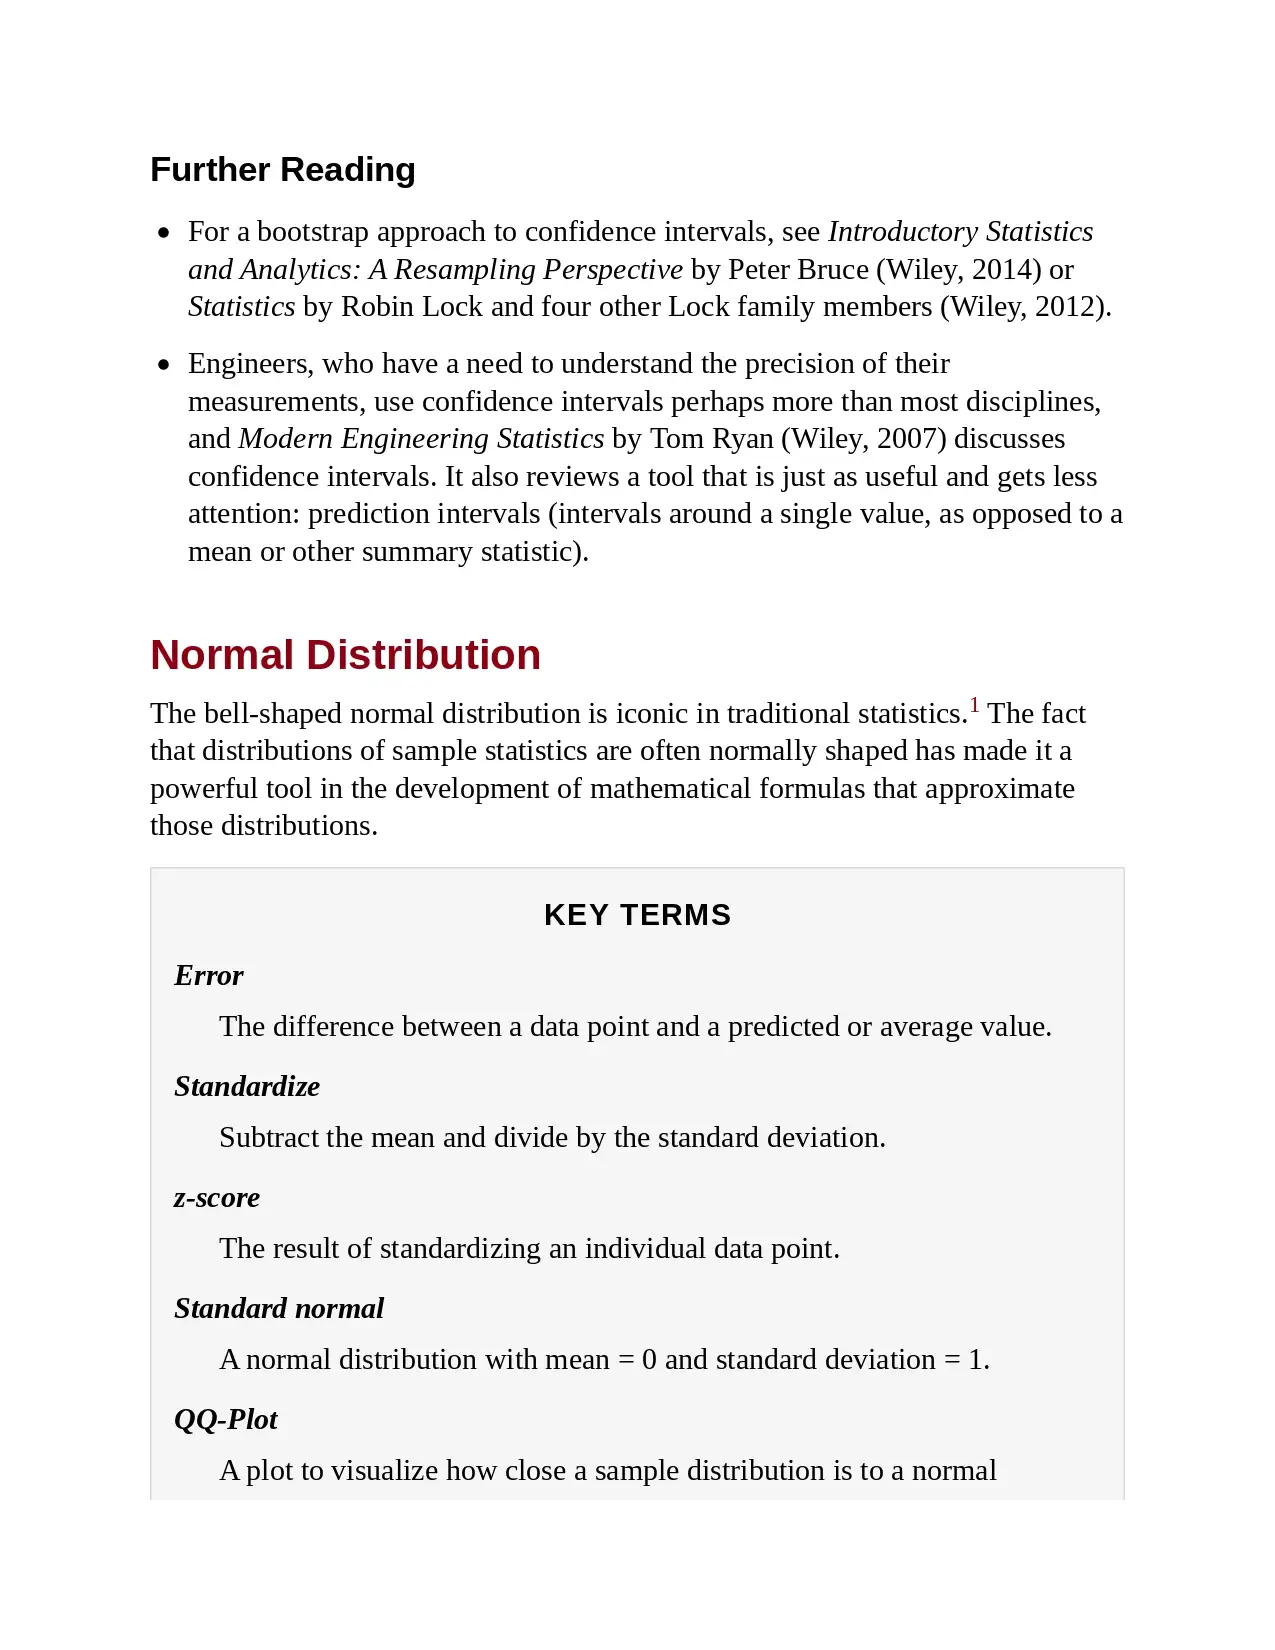 Further Reading
For a bootstrap approach to confidence intervals, see Introductory Statistics
and Analytics: A Resampling Perspective by Peter Bruce (Wiley, 2014) or
Statistics by Robin Lock and four other Lock family members (Wiley, 2012).
Engineers, who have a need to understand the precision of their
measurements, use confidence intervals perhaps more than most disciplines,
and Modern Engineering Statistics by Tom Ryan (Wiley, 2007) discusses
confidence intervals. It also reviews a tool that is just as useful and gets less
attention: prediction intervals (intervals around a single value, as opposed to a
mean or other summary statistic).
Normal Distribution
The bell-shaped normal distribution is iconic in traditional statistics.1 The fact
that distributions of sample statistics are often normally shaped has made it a
powerful tool in the development of mathematical formulas that approximate
those distributions.
KEY TERMS
Error
The difference between a data point and a predicted or average value.
Standardize
Subtract the mean and divide by the standard deviation.
z-score
The result of standardizing an individual data point.
Standard normal
A normal distribution with mean = 0 and standard deviation = 1.
QQ-Plot
A plot to visualize how close a sample distribution is to a normal